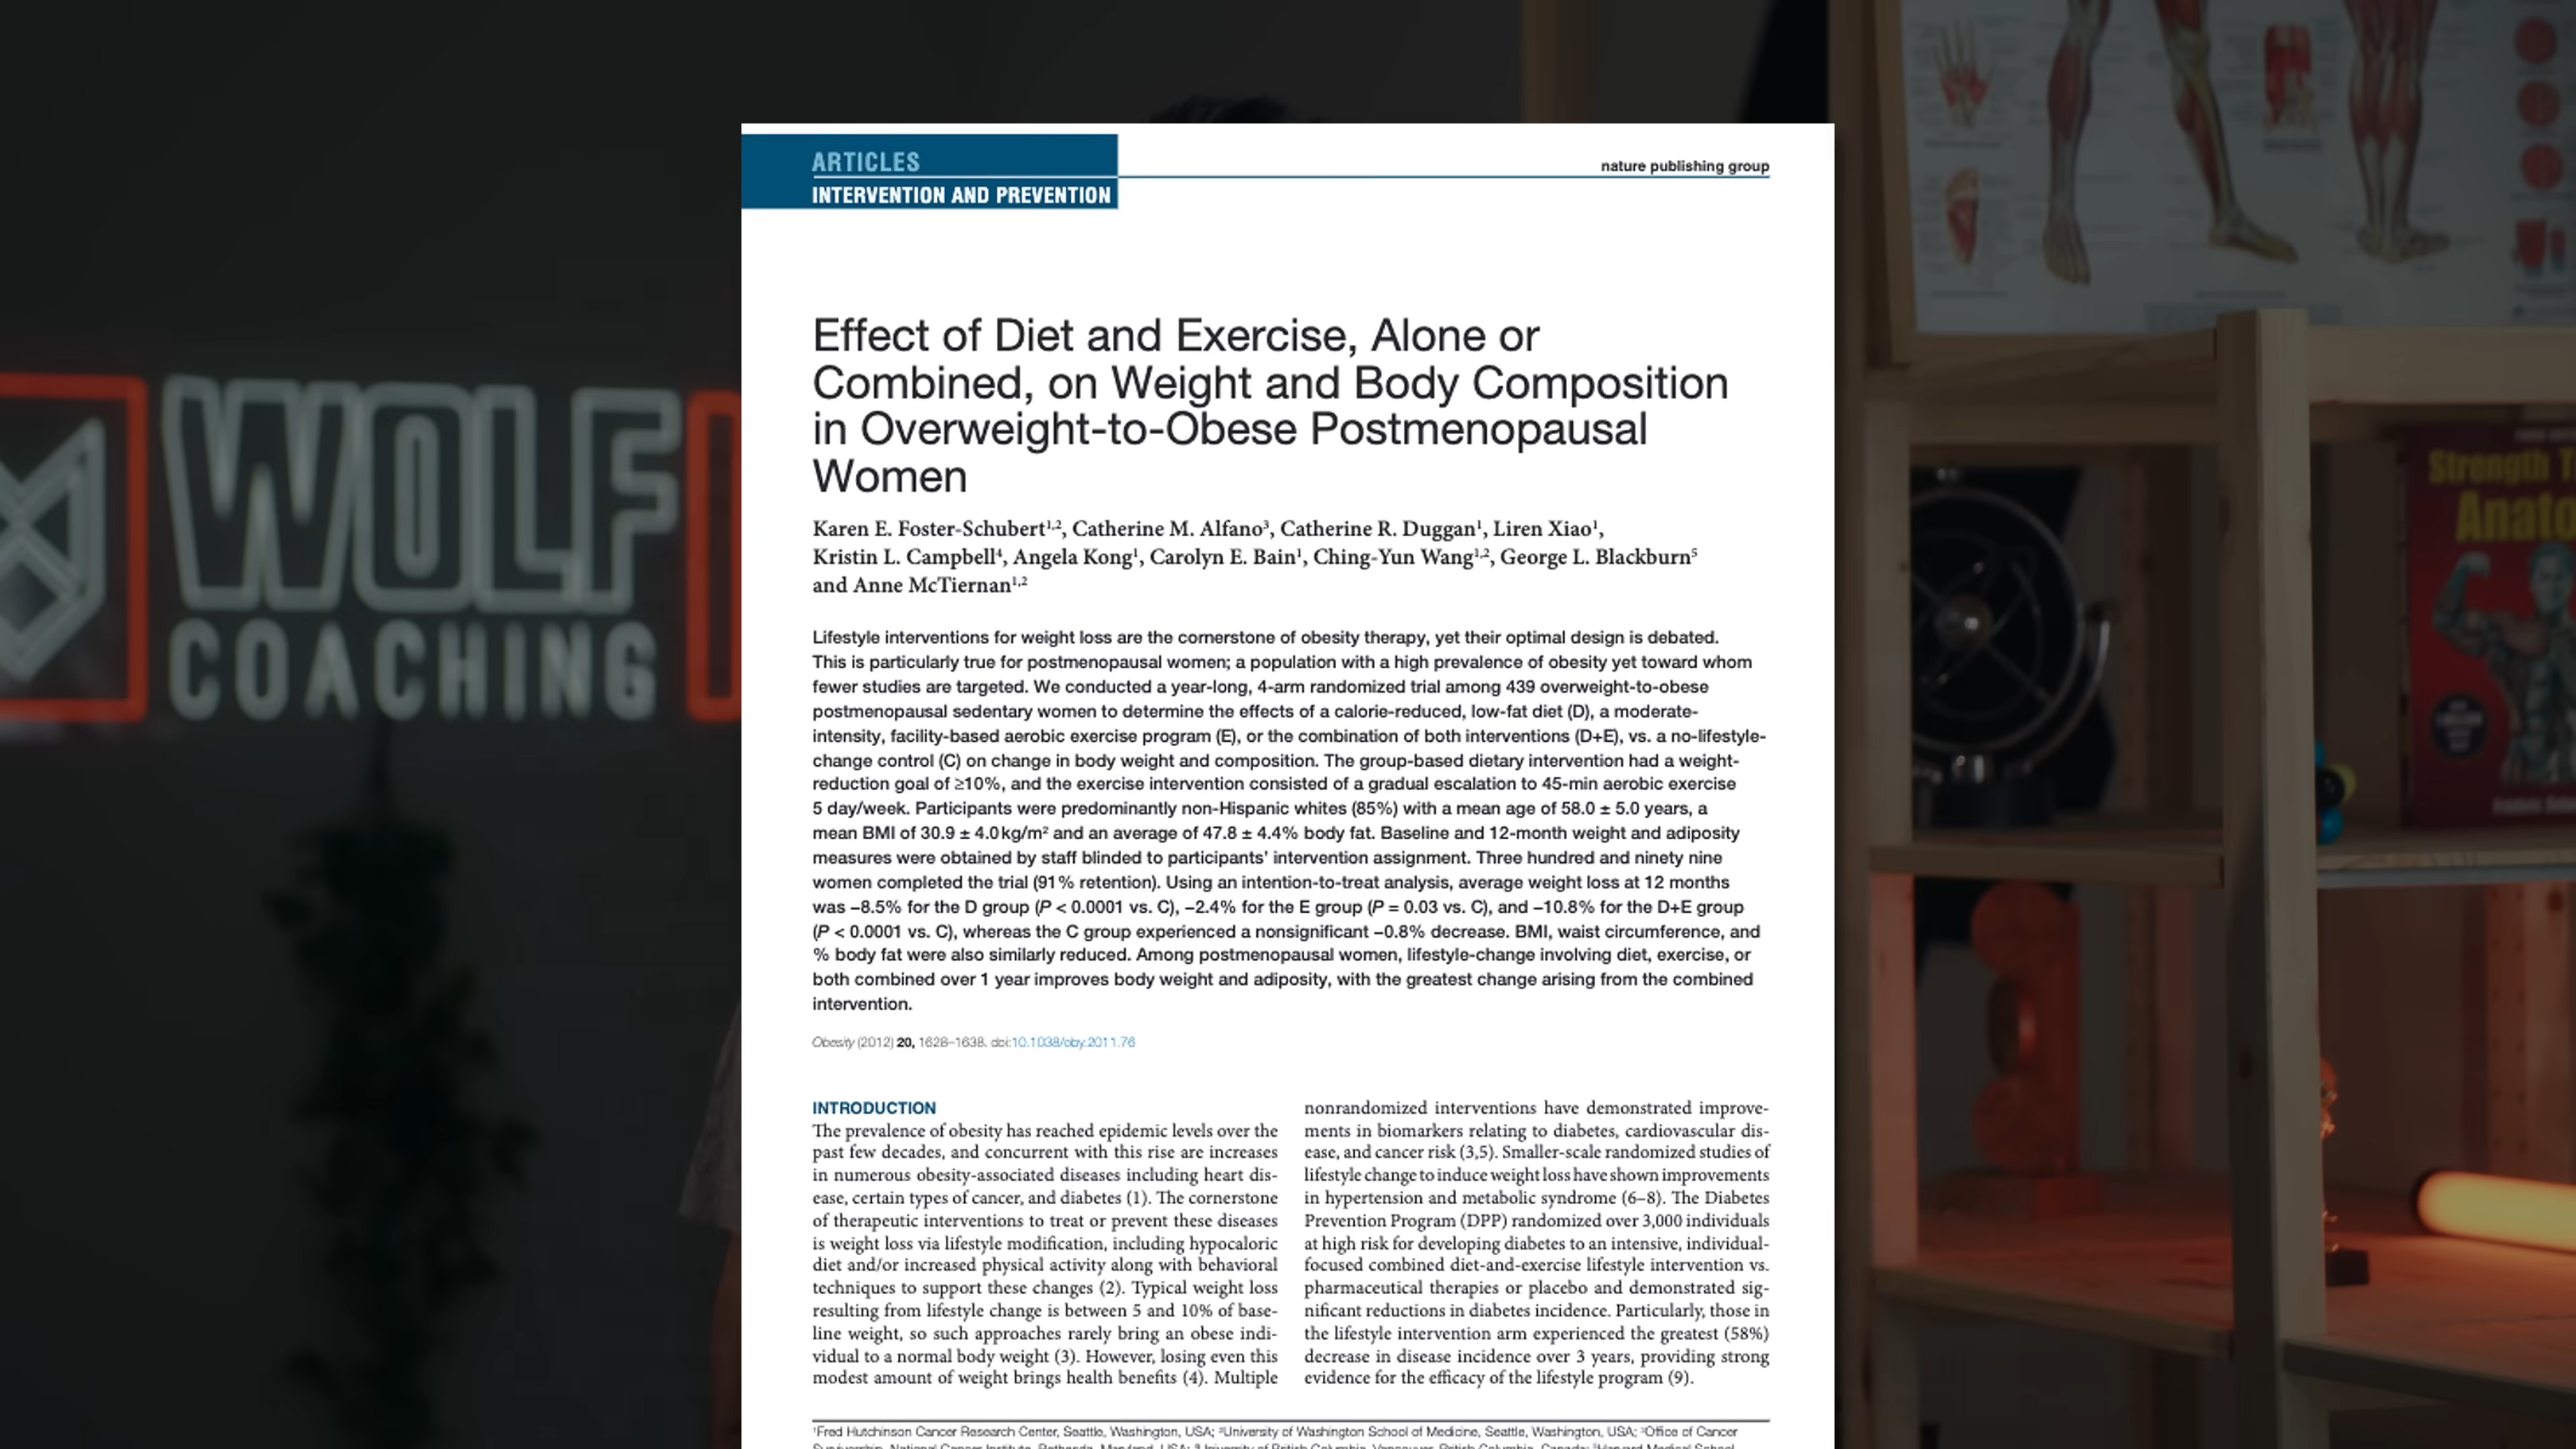 WOLF
COACHING
Strength T
Anato
ARTICLES
nature publishing group
INTERVENTION AND PREVENTION
Effect of Diet and Exercise, Alone or
Combined, on Weight and Body Composition
in Overweight-to-Obese Postmenopausal
Women
Karen E. Foster-Schubert¹,², Catherine M. Alfano³, Catherine R. Duggan¹, Liren Xiao¹,
Kristin L. Campbell⁴, Angela Kong¹, Carolyn E. Bain¹, Ching-Yun Wang¹,², George L. Blackburn⁵
and Anne McTiernan¹,²
Lifestyle interventions for weight loss are the cornerstone of obesity therapy, yet their optimal design is debated.
This is particularly true for postmenopausal women; a population with a high prevalence of obesity yet toward whom
fewer studies are targeted. We conducted a year-long, 4-arm randomized trial among 439 overweight-to-obese
postmenopausal sedentary women to determine the effects of a calorie-reduced, low-fat diet (D), a moderate-
intensity, facility-based aerobic exercise program (E), or the combination of both interventions (D+E), vs. a no-lifestyle-
change control (C) on change in body weight and composition. The group-based dietary intervention had a weight-
reduction goal of ≥10%, and the exercise intervention consisted of a gradual escalation to 45-min aerobic exercise
5 day/week. Participants were predominantly non-Hispanic whites (85%) with a mean age of 58.0 ± 5.0 years, a
mean BMI of 30.9 ± 4.0 kg/m² and an average of 47.8 ± 4.4% body fat. Baseline and 12-month weight and adiposity
measures were obtained by staff blinded to participants' intervention assignment. Three hundred and ninety nine
women completed the trial (91% retention). Using an intention-to-treat analysis, average weight loss at 12 months
was −8.5% for the D group (P < 0.0001 vs. C), −2.4% for the E group (P = 0.03 vs. C), and −10.8% for the D+E group
(P < 0.0001 vs. C), whereas the C group experienced a nonsignificant −0.8% decrease. BMI, waist circumference, and
% body fat were also similarly reduced. Among postmenopausal women, lifestyle-change involving diet, exercise, or
both combined over 1 year improves body weight and adiposity, with the greatest change arising from the combined
intervention.
Obesity (2012) 20, 1628–1638. doi:10.1038/oby.2011.76
INTRODUCTION
The prevalence of obesity has reached epidemic levels over the
past few decades, and concurrent with this rise are increases
in numerous obesity-associated diseases including heart dis-
ease, certain types of cancer, and diabetes (1). The cornerstone
of therapeutic interventions to treat or prevent these diseases
is weight loss via lifestyle modification, including hypocaloric
diet and/or increased physical activity along with behavioral
techniques to support these changes (2). Typical weight loss
resulting from lifestyle change is between 5 and 10% of base-
line weight, so such approaches rarely bring an obese indi-
vidual to a normal body weight (3). However, losing even this
modest amount of weight brings health benefits (4). Multiple
nonrandomized interventions have demonstrated improve-
ments in biomarkers relating to diabetes, cardiovascular dis-
ease, and cancer risk (3,5). Smaller-scale randomized studies of
lifestyle change to induce weight loss have shown improvements
in hypertension and metabolic syndrome (6–8). The Diabetes
Prevention Program (DPP) randomized over 3,000 individuals
at high risk for developing diabetes to an intensive, individual-
focused combined diet-and-exercise lifestyle intervention vs.
pharmaceutical therapies or placebo and demonstrated sig-
nificant reductions in diabetes incidence. Particularly, those in
the lifestyle intervention arm experienced the greatest (58%)
decrease in disease incidence over 3 years, providing strong
evidence for the efficacy of the lifestyle program (9).
¹Fred Hutchinson Cancer Research Center, Seattle, Washington, USA; ²University of Washington School of Medicine, Seattle, Washington, USA; ³Office of Cancer